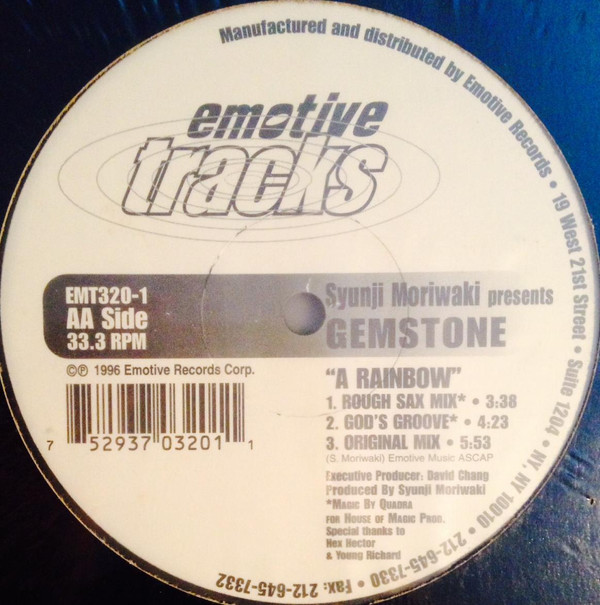 Manufactured and distributed by Emotive Records • 19 West 21st Street • Suite 1204 • NY, NY 10010 • 212-645-7330 • Fax: 212-645-7332
emotive
tracks
EMT320-1
AA Side
33.3 RPM
Syunji Moriwaki presents
GEMSTONE
©℗ 1996 Emotive Records Corp.
7 52937 03201 1
"A RAINBOW"
1. ROUGH SAX MIX* • 3:38
2. GOD'S GROOVE* • 4:23
3. ORIGINAL MIX • 5:53
(S. Moriwaki) Emotive Music ASCAP
Executive Producer: David Chang
Produced By Syunji Moriwaki
*MAGIC BY QUADRA
FOR HOUSE OF MAGIC PROD.
Special thanks to
Hex Hector
& Young Richard